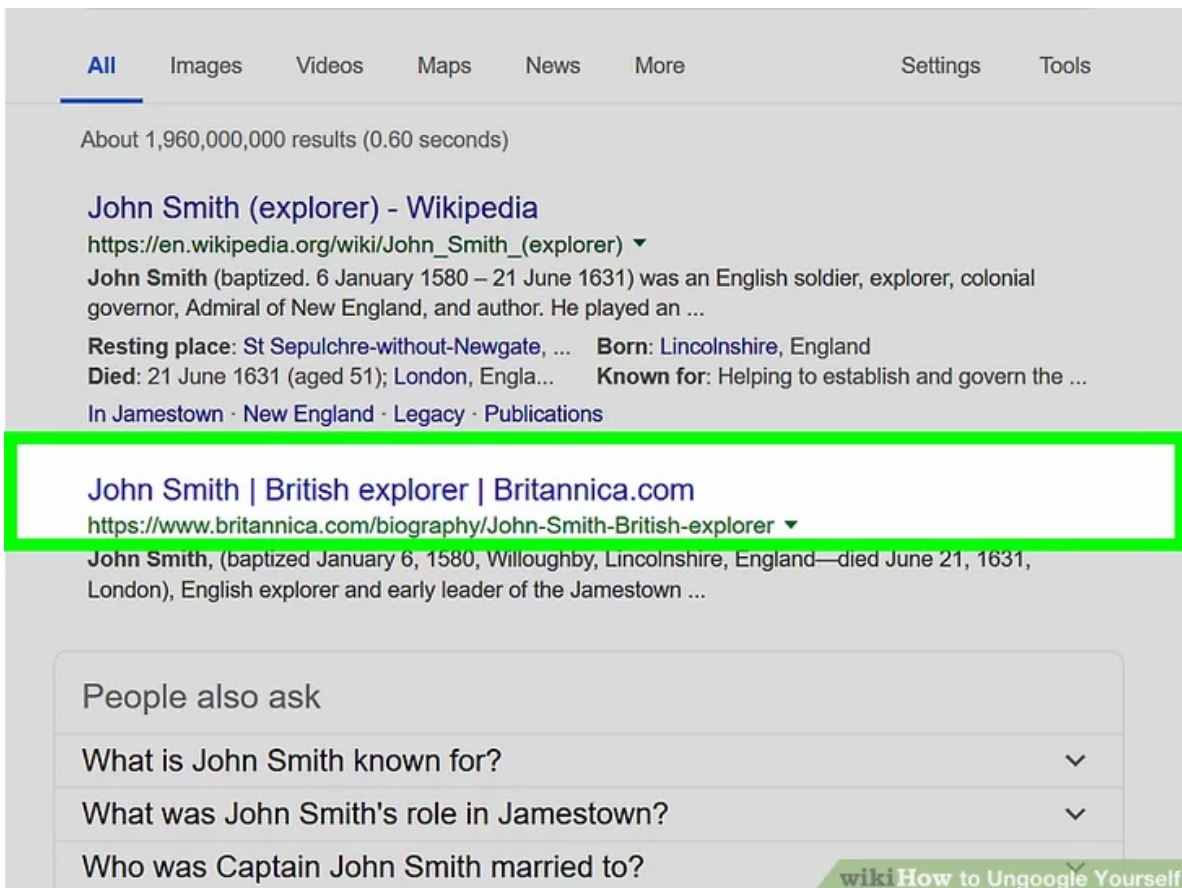 All Images Videos Maps News More Settings Tools
About 1,960,000,000 results (0.60 seconds)
John Smith (explorer) - Wikipedia
https://en.wikipedia.org/wiki/John_Smith_(explorer)
John Smith (baptized. 6 January 1580 – 21 June 1631) was an English soldier, explorer, colonial
governor, Admiral of New England, and author. He played an ...
Resting place: St Sepulchre-without-Newgate, ... Born: Lincolnshire, England
Died: 21 June 1631 (aged 51); London, Engla... Known for: Helping to establish and govern the ...
In Jamestown · New England · Legacy · Publications
John Smith | British explorer | Britannica.com
https://www.britannica.com/biography/John-Smith-British-explorer
John Smith, (baptized January 6, 1580, Willoughby, Lincolnshire, England—died June 21, 1631,
London), English explorer and early leader of the Jamestown ...
People also ask
What is John Smith known for?
What was John Smith's role in Jamestown?
Who was Captain John Smith married to?
wikiHow to Ungoogle Yourself